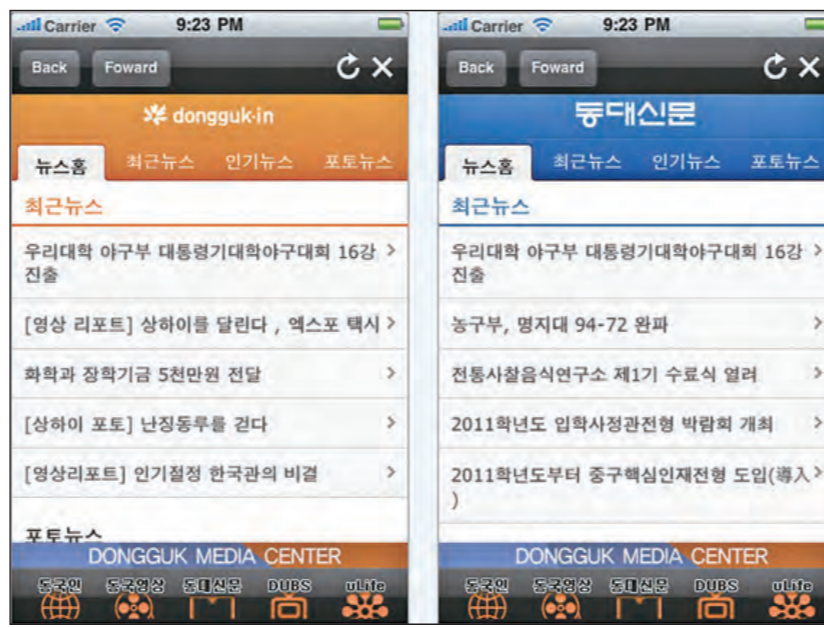 Carrier 9:23 PM
Back Foward
dongguk·in
뉴스홈 최근뉴스 인기뉴스 포토뉴스
최근뉴스
우리대학 야구부 대통령기대학야구대회 16강
진출
[영상 리포트] 상하이를 달린다 , 엑스포 택시
화학과 장학기금 5천만원 전달
[상하이 포토] 난징동루를 걷다
[영상리포트] 인기절정 한국관의 비결
포토뉴스
DONGGUK MEDIA CENTER
동국인 동국영상 동대신문 DUBS uLife
Carrier 9:23 PM
Back Foward
동대신문
뉴스홈 최근뉴스 인기뉴스 포토뉴스
최근뉴스
우리대학 야구부 대통령기대학야구대회 16강
진출
농구부, 명지대 94-72 완파
전통사찰음식연구소 제1기 수료식 열려
2011학년도 입학사정관전형 박람회 개최
2011학년도부터 중구핵심인재전형 도입(導入
)
DONGGUK MEDIA CENTER
동국인 동국영상 동대신문 DUBS uLife